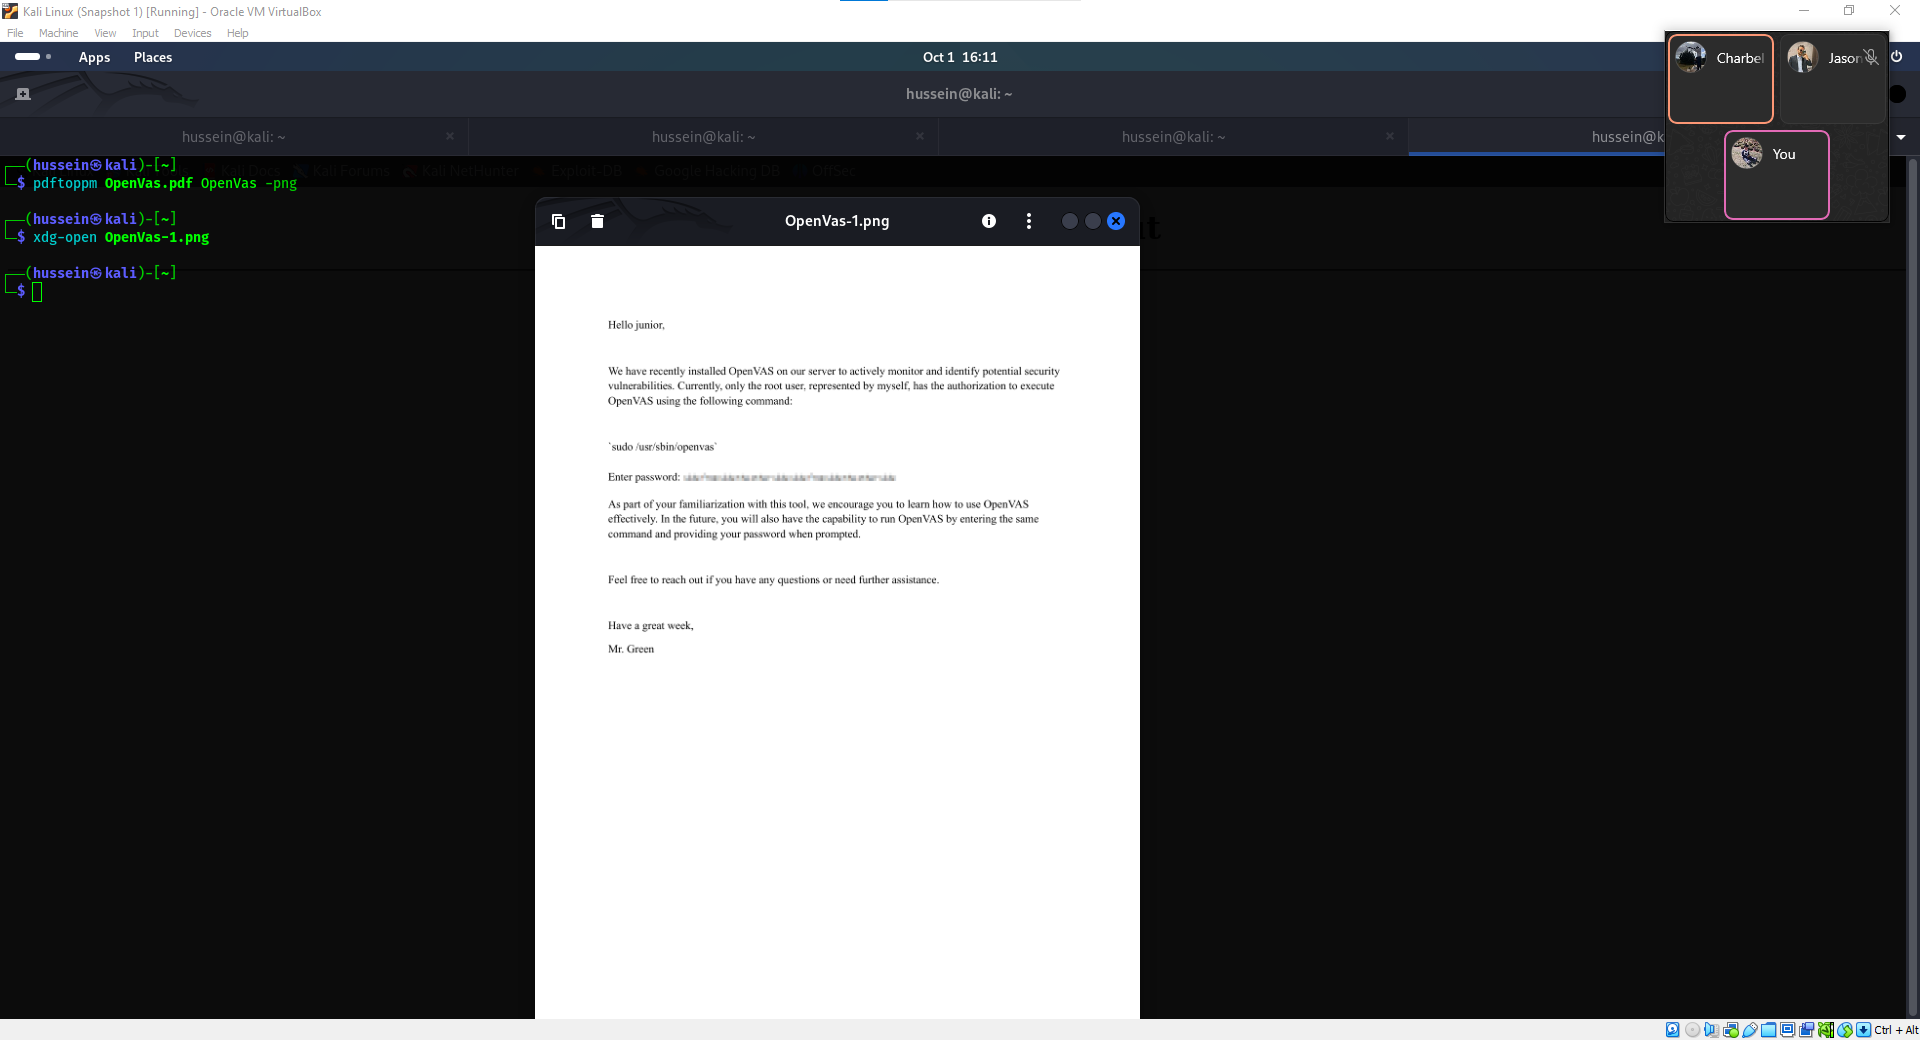 Kali Linux (Snapshot 1) [Running] - Oracle VM VirtualBox
File Machine View Input Devices Help
Apps Places Oct 1 16:11
hussein@kali: ~
hussein@kali: ~ × hussein@kali: ~ × hussein@kali: ~ × hussein@k
Charbel
Jason
You
Kali Docs Kali Forums Kali NetHunter Exploit-DB Google Hacking DB OffSec
┌──(hussein㉿kali)-[~]
└─$ pdftoppm OpenVas.pdf OpenVas -png
┌──(hussein㉿kali)-[~]
└─$ xdg-open OpenVas-1.png
┌──(hussein㉿kali)-[~]
└─$
OpenVas-1.png
Hello junior,
We have recently installed OpenVAS on our server to actively monitor and identify potential security
vulnerabilities. Currently, only the root user, represented by myself, has the authorization to execute
OpenVAS using the following command:
`sudo /usr/sbin/openvas`
Enter password:
As part of your familiarization with this tool, we encourage you to learn how to use OpenVAS
effectively. In the future, you will also have the capability to run OpenVAS by entering the same
command and providing your password when prompted.
Feel free to reach out if you have any questions or need further assistance.
Have a great week,
Mr. Green
Ctrl + Alt